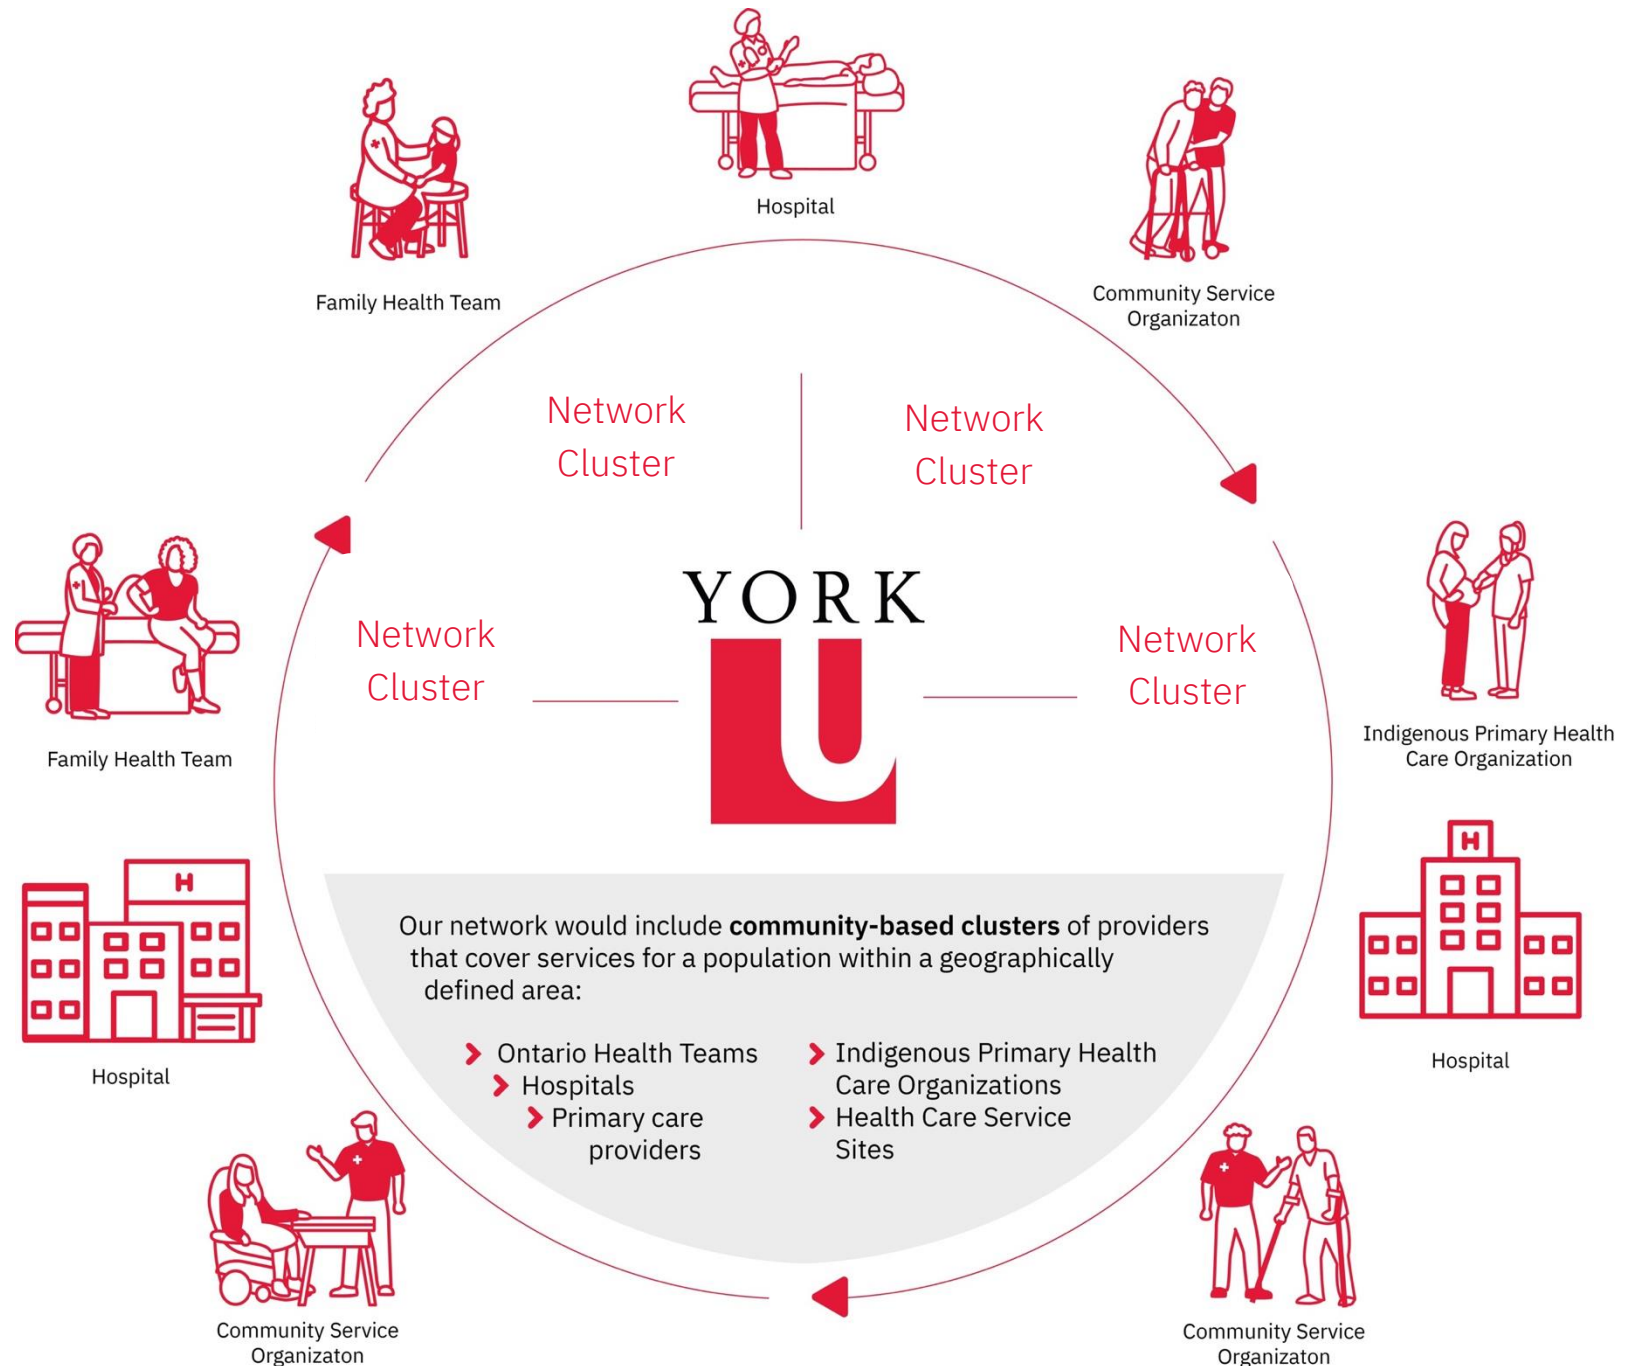 Hospital
Family Health Team
Community Service
Organizaton
Network
Cluster
Network
Cluster
YORK
U
Network
Cluster
Network
Cluster
Indigenous Primary Health
Care Organization
Family Health Team
H
H
Hospital
Hospital
Our network would include community-based clusters of providers
that cover services for a population within a geographically
defined area:
Ontario Health Teams
Hospitals
Primary care
providers
Indigenous Primary Health
Care Organizations
Health Care Service
Sites
Community Service
Organizaton
Community Service
Organizaton